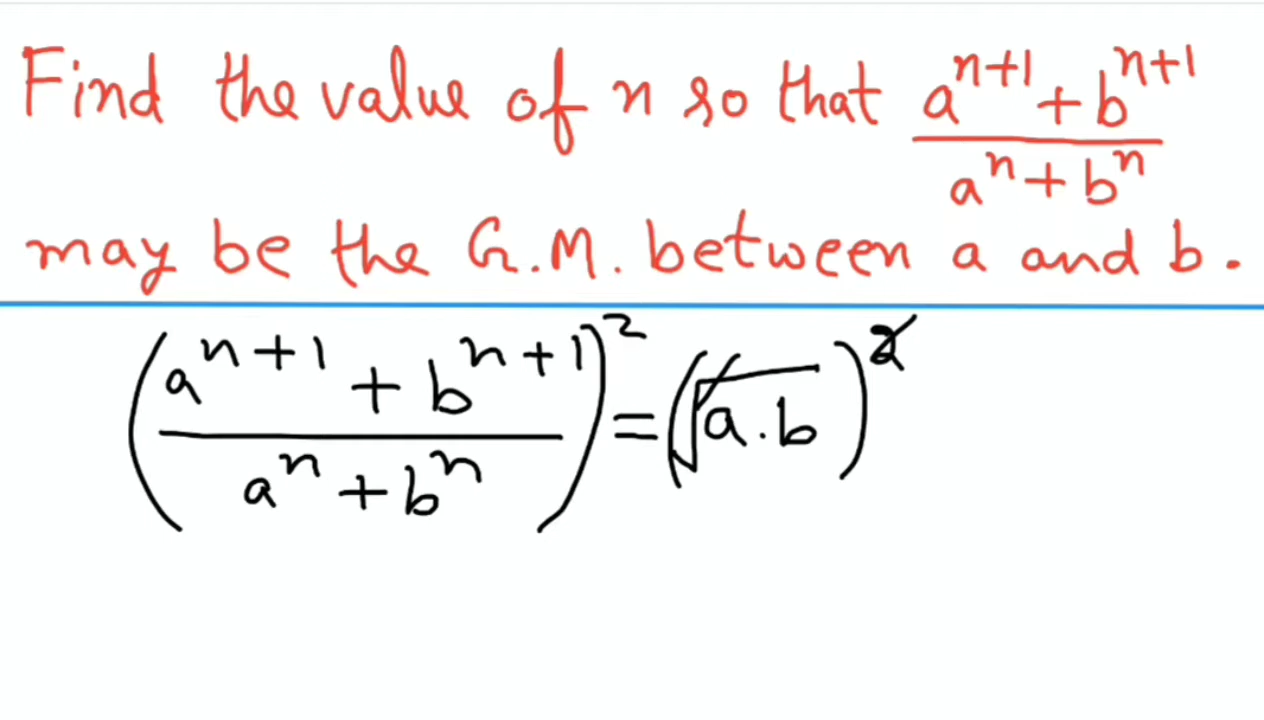 Find the value of n so that (a^(n+1) + b^(n+1))/(a^n + b^n)
may be the G.M. between a and b.
((a^(n+1) + b^(n+1))/(a^n + b^n))^2 = (√(a.b))^2